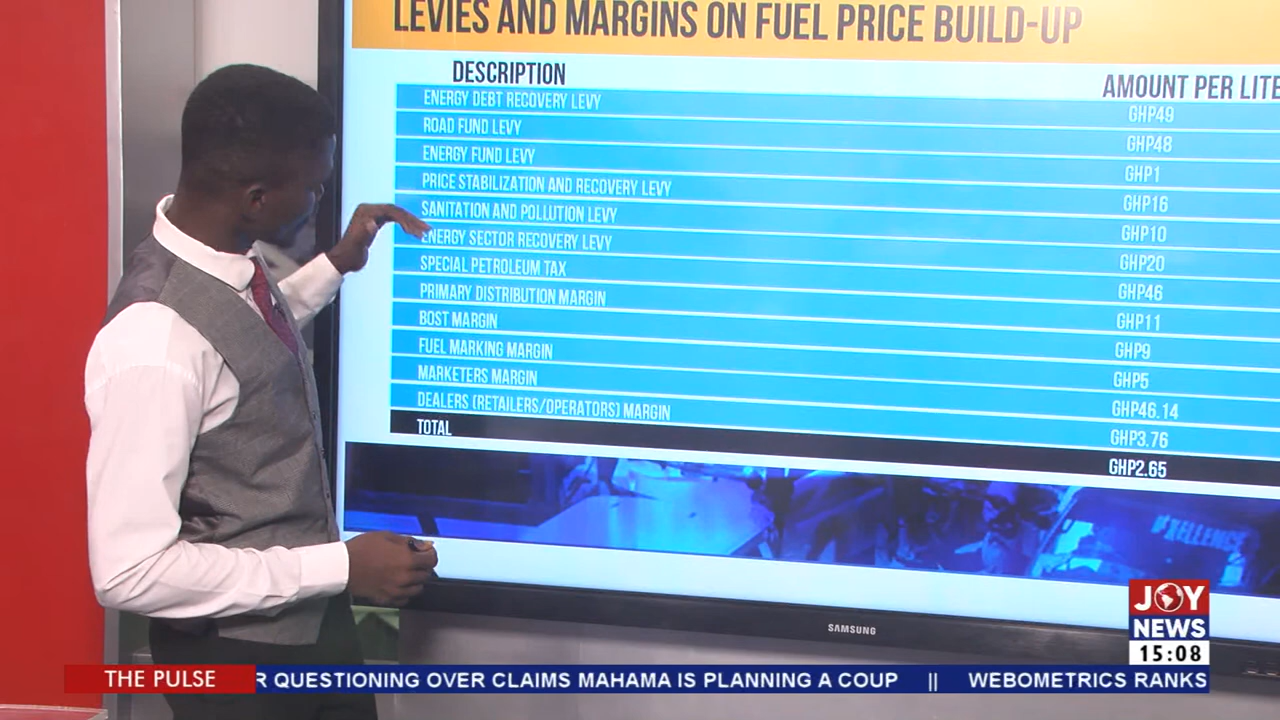 LEVIES AND MARGINS ON FUEL PRICE BUILD-UP
DESCRIPTION AMOUNT PER LITE
ENERGY DEBT RECOVERY LEVY GHP49
ROAD FUND LEVY GHP48
ENERGY FUND LEVY GHP1
PRICE STABILIZATION AND RECOVERY LEVY GHP16
SANITATION AND POLLUTION LEVY GHP10
ENERGY SECTOR RECOVERY LEVY GHP20
SPECIAL PETROLEUM TAX GHP46
PRIMARY DISTRIBUTION MARGIN GHP11
BOST MARGIN GHP9
FUEL MARKING MARGIN GHP5
MARKETERS MARGIN GHP46.14
DEALERS (RETAILERS/OPERATORS) MARGIN GHP3.76
TOTAL GHP2.65
#XELLENCE
SAMSUNG
JOY
NEWS
15:08
THE PULSE R QUESTIONING OVER CLAIMS MAHAMA IS PLANNING A COUP || WEBOMETRICS RANKS